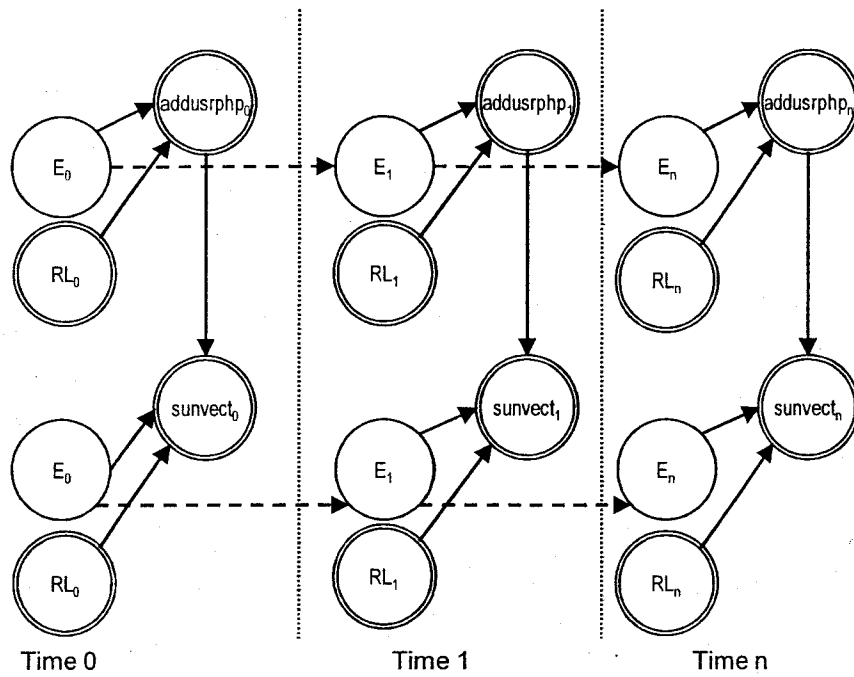 addusrphp₀
addusrphp₁
addusrphpₙ
E₀
E₁
Eₙ
RL₀
RL₁
RLₙ
sunvect₀
sunvect₁
sunvectₙ
E₀
E₁
Eₙ
RL₀
RL₁
RLₙ
Time 0
Time 1
Time n